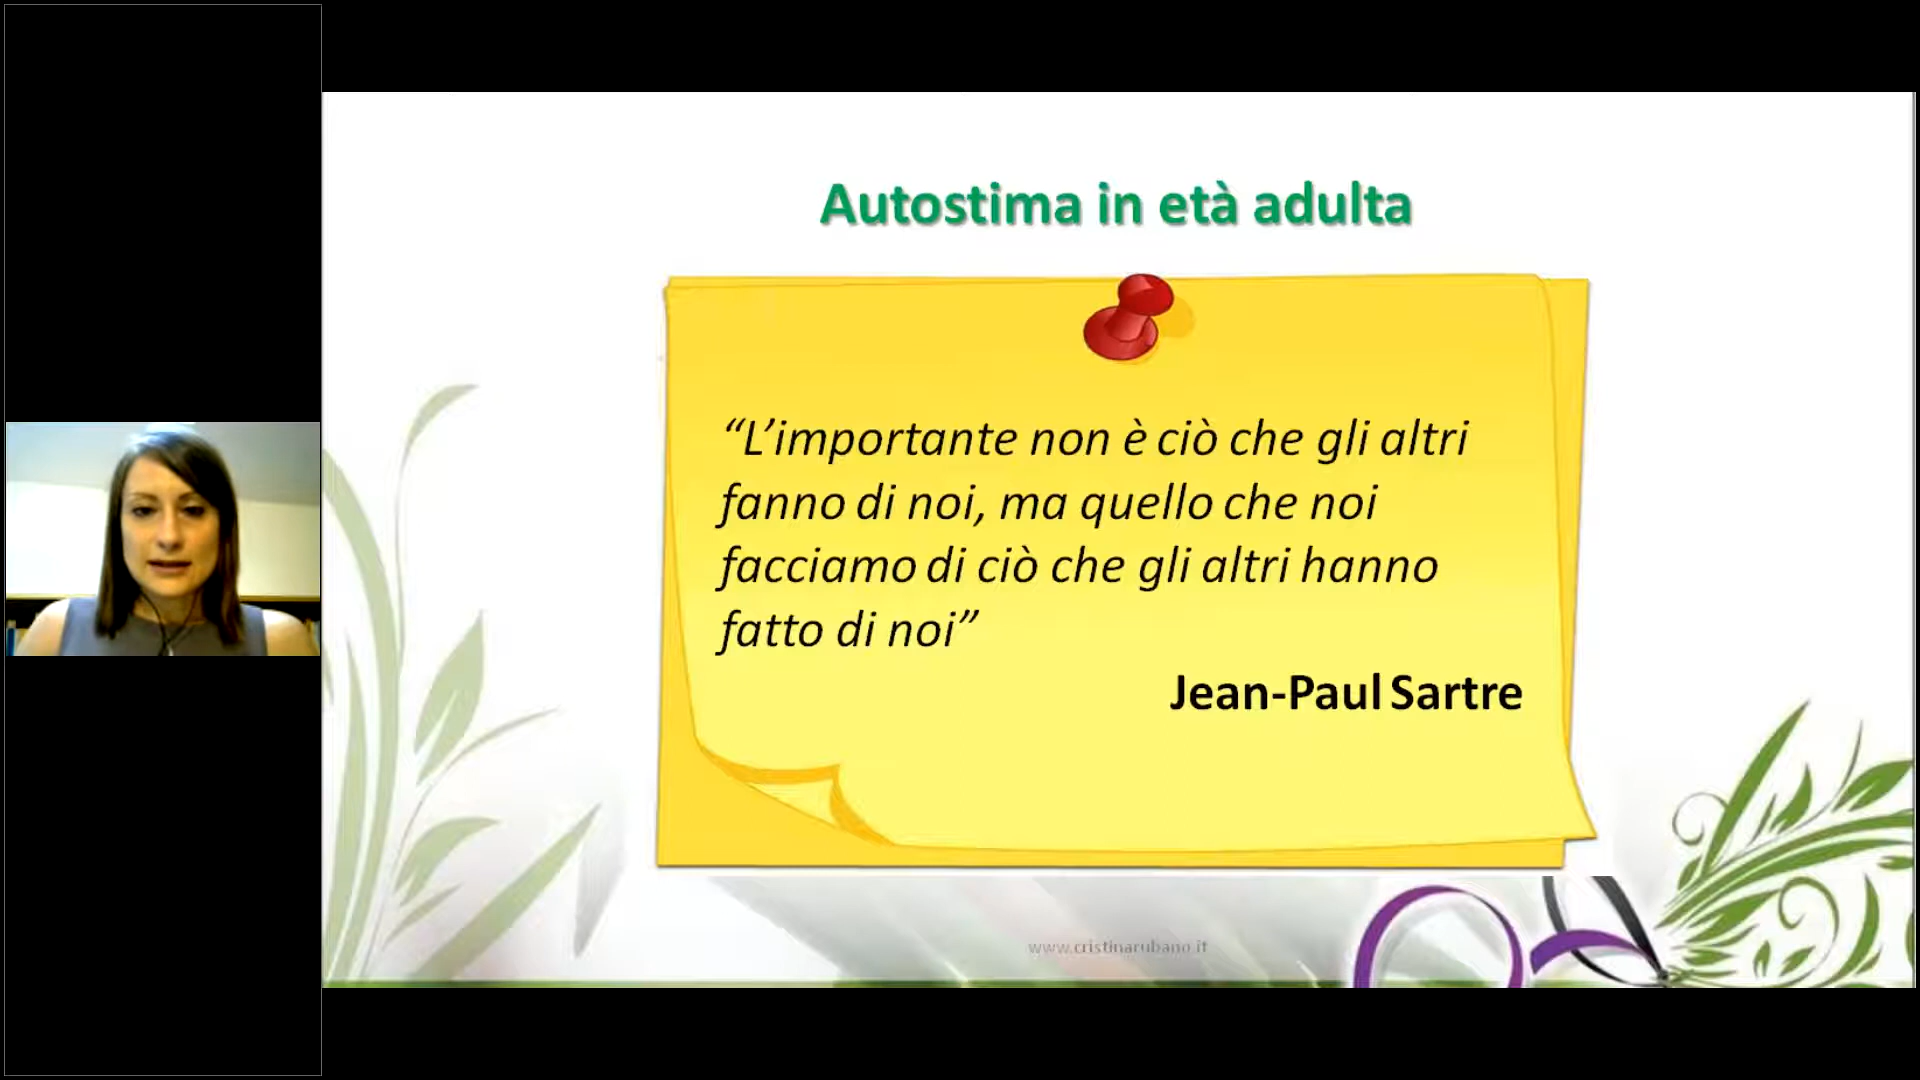 Autostima in età adulta
“L’importante non è ciò che gli altri
fanno di noi, ma quello che noi
facciamo di ciò che gli altri hanno
fatto di noi”
Jean-Paul Sartre
www.cristinarubano.it